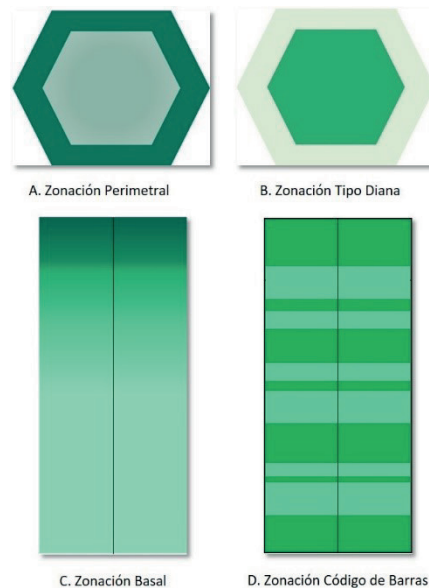 A. Zonación Perimetral
B. Zonación Tipo Diana
C. Zonación Basal
D. Zonación Código de Barras